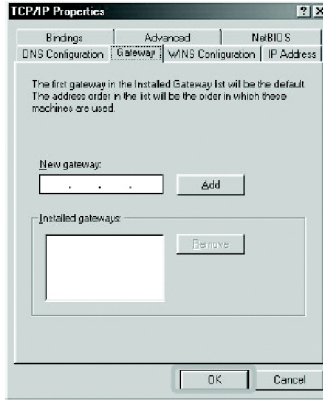 TCP/IP Properties
Bindings Advanced NetBIOS
DNS Configuration Gateway WINS Configuration IP Address
The first gateway in the Installed Gateway list will be the default.
The address order in the list will be the order in which these
machines are used.
New gateway:
. . . Add
Installed gateways:
Remove
OK Cancel